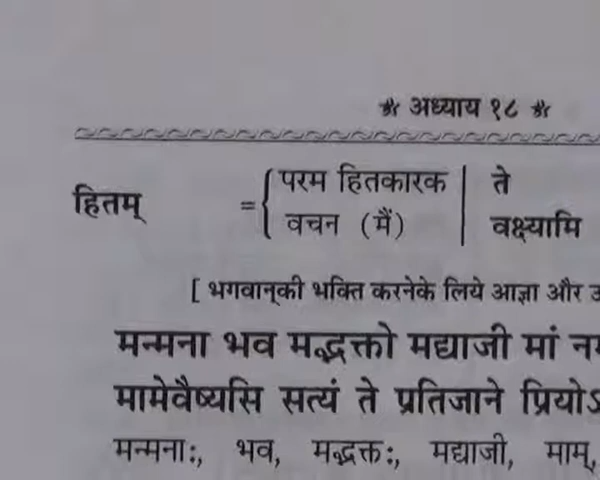 * अध्याय १८ *
हितम् = { परम हितकारक | ते
वचन (मैं) | वक्ष्यामि
[ भगवान्‌की भक्ति करनेके लिये आज्ञा और
मन्मना भव मद्भक्तो मद्याजी मां
मामेवैष्यसि सत्यं ते प्रतिजाने प्रियोऽ
मन्मनाः, भव, मद्भक्तः, मद्याजी, माम्,